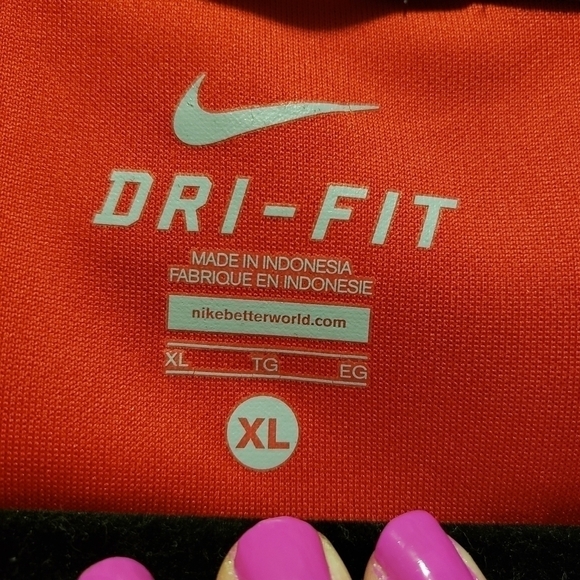 DRI-FIT
MADE IN INDONESIA
FABRIQUE EN INDONESIE
nikebetterworld.com
XL TG EG
XL